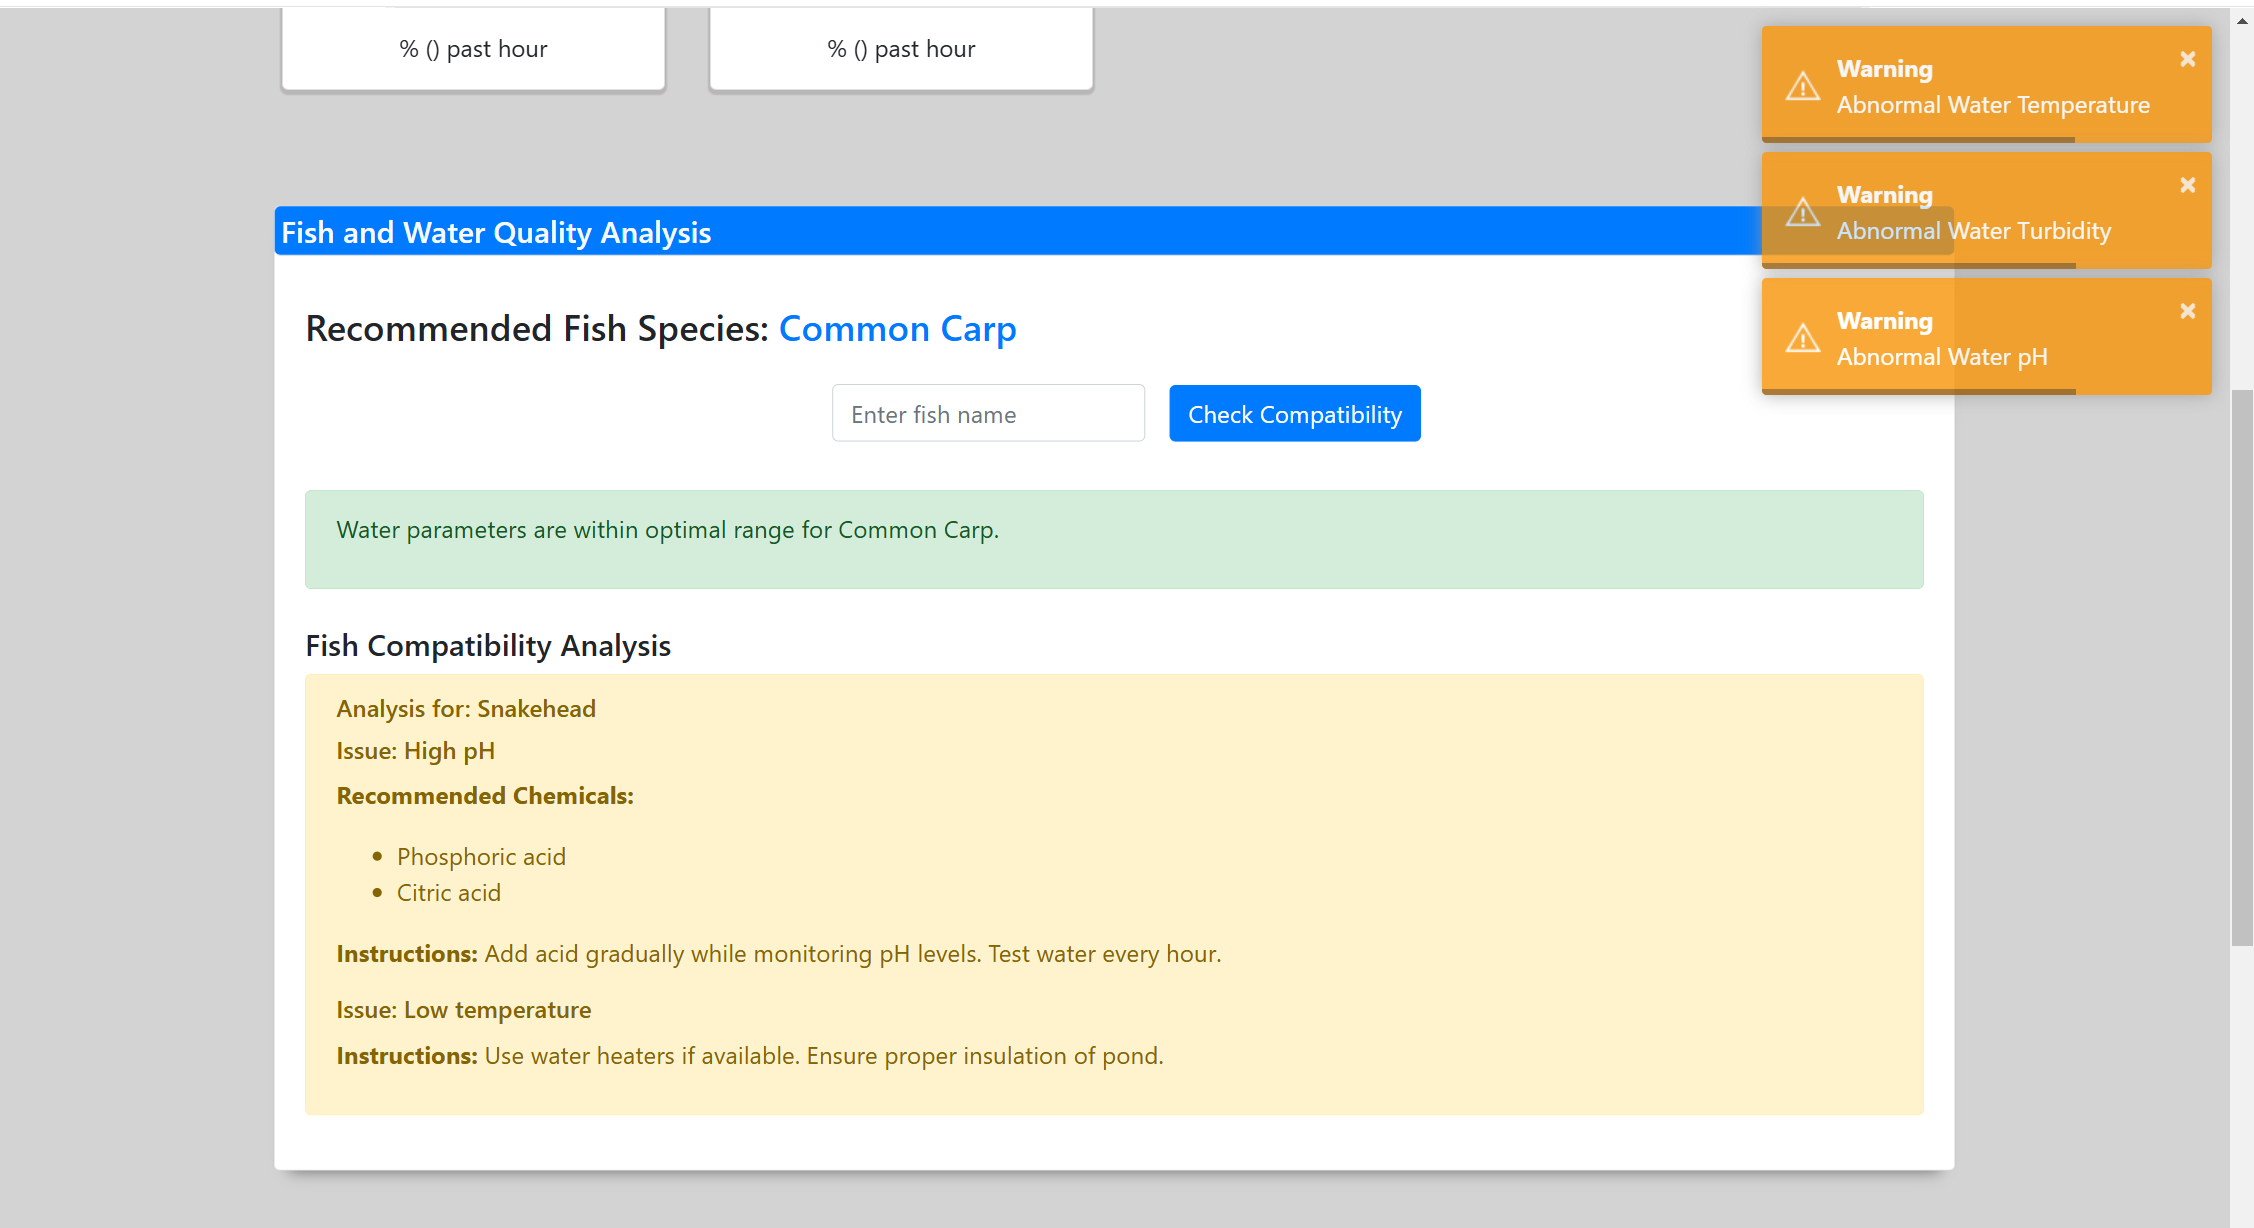 % () past hour
% () past hour
Warning
Abnormal Water Temperature
Warning
Abnormal Water Turbidity
Warning
Abnormal Water pH
Fish and Water Quality Analysis
Recommended Fish Species: Common Carp
Enter fish name
Check Compatibility
Water parameters are within optimal range for Common Carp.
Fish Compatibility Analysis
Analysis for: Snakehead
Issue: High pH
Recommended Chemicals:
• Phosphoric acid
• Citric acid
Instructions: Add acid gradually while monitoring pH levels. Test water every hour.
Issue: Low temperature
Instructions: Use water heaters if available. Ensure proper insulation of pond.